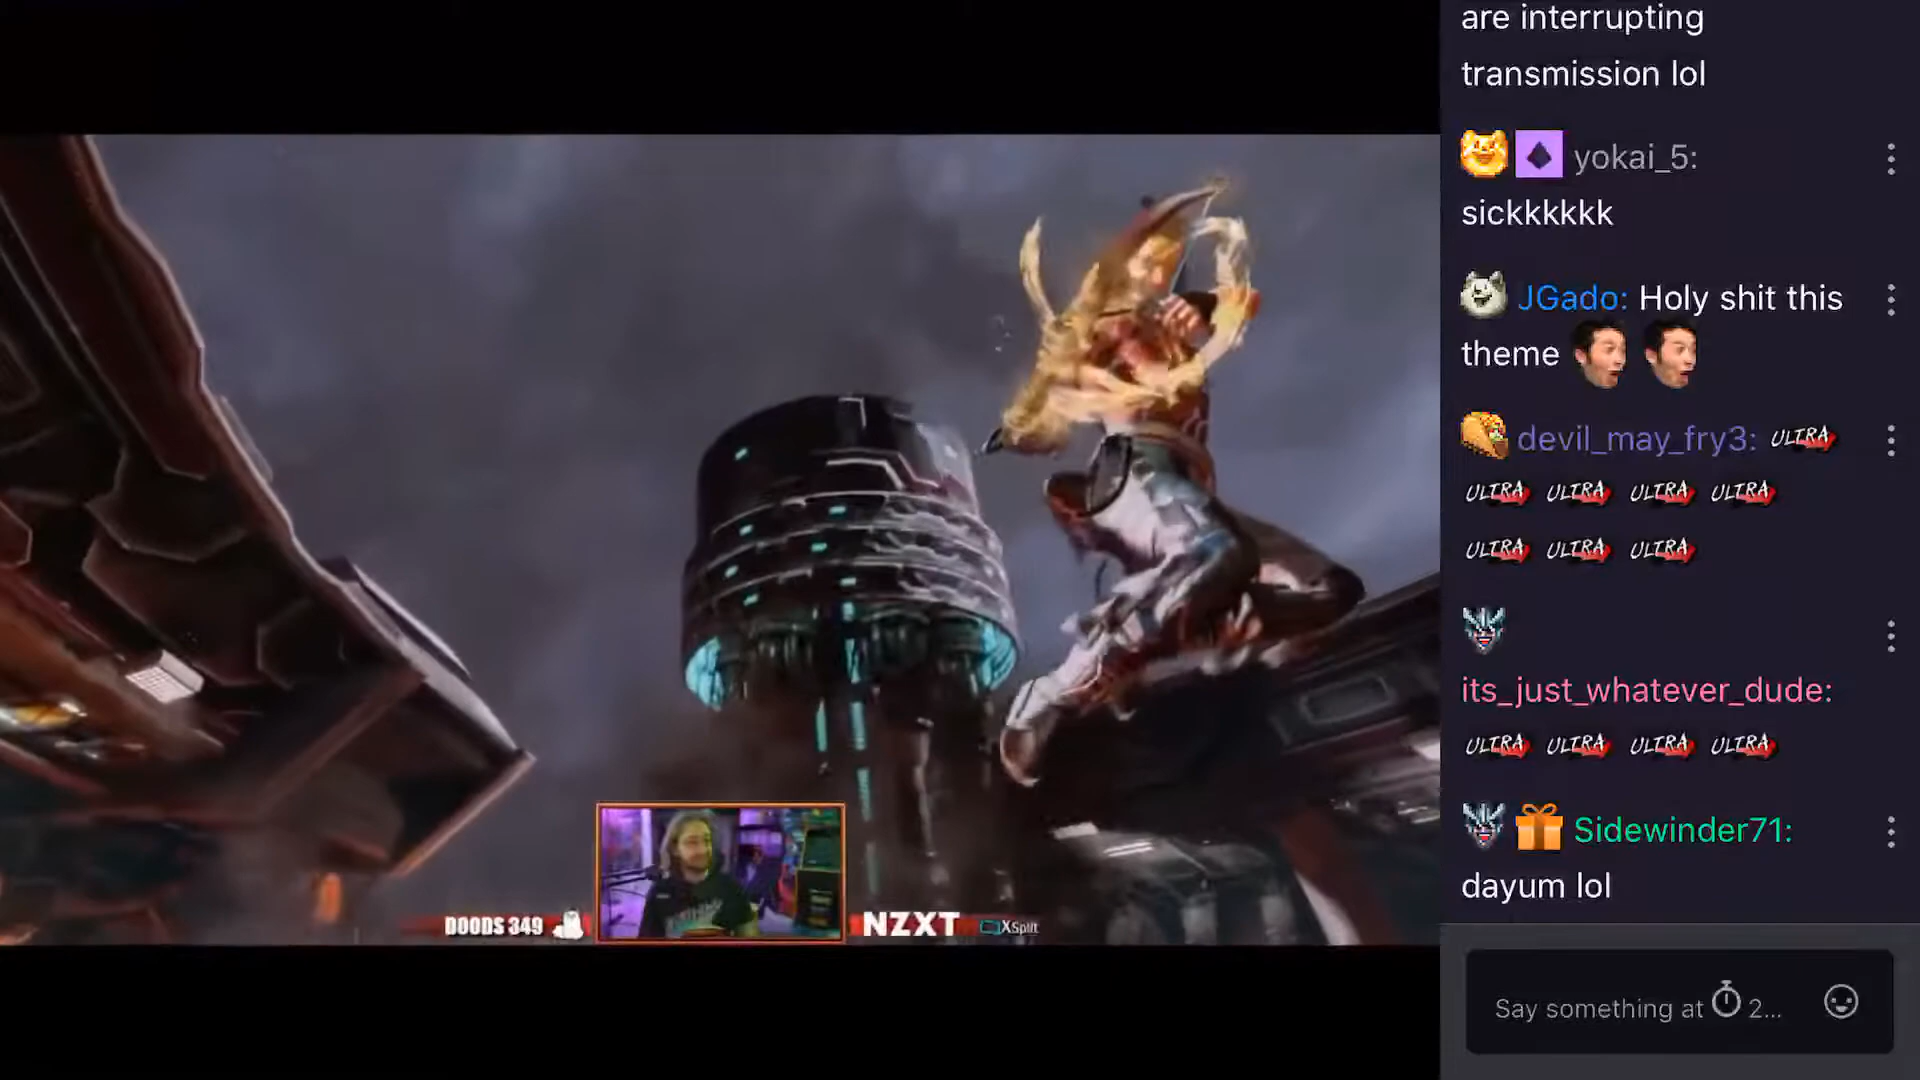 are interrupting
transmission lol
yokai_5:
sickkkkkk
JGado: Holy shit this
theme
devil_may_fry3: ULTRA
ULTRA ULTRA ULTRA ULTRA
ULTRA ULTRA ULTRA
its_just_whatever_dude:
ULTRA ULTRA ULTRA ULTRA
Sidewinder71:
dayum lol
DOODS 349
NZXT
XSplit
Say something at 2...